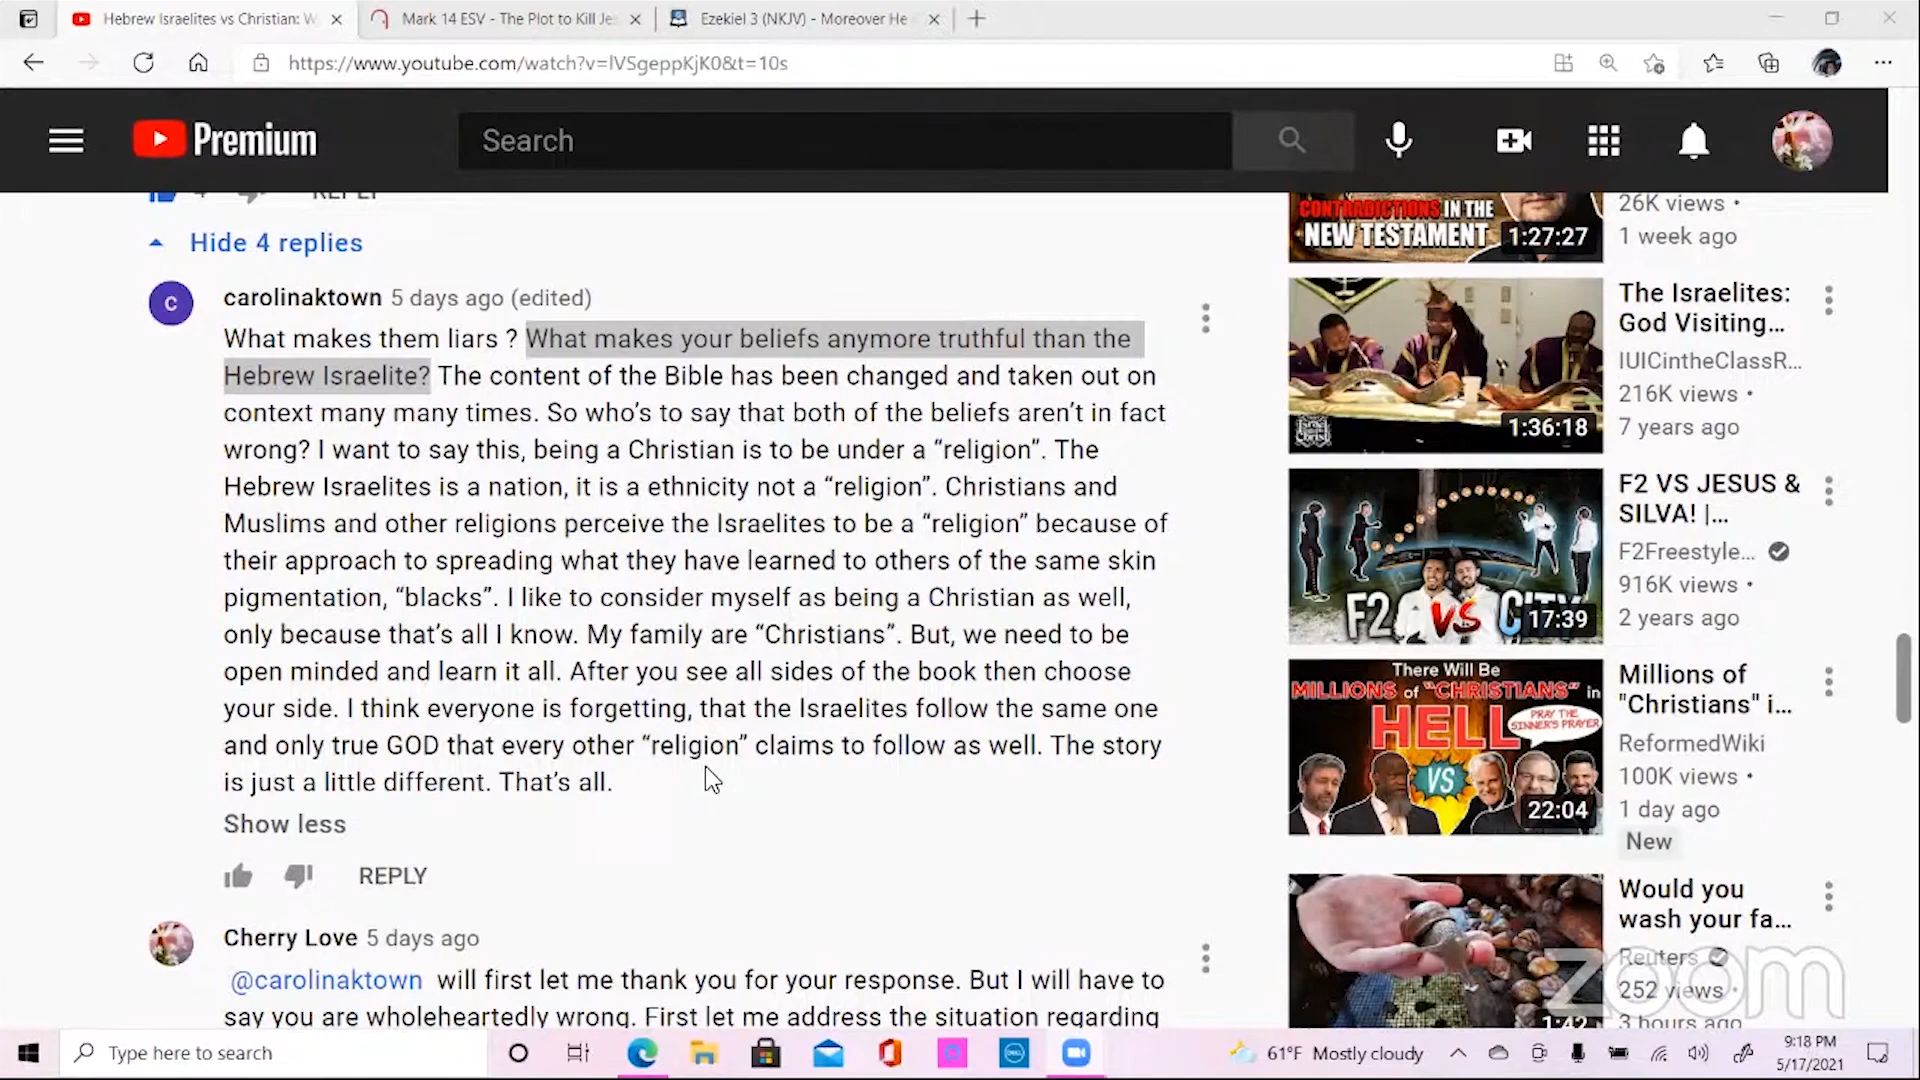 Hebrew Israelites vs Christian: W
Mark 14 ESV - The Plot to Kill Je
Ezekiel 3 (NKJV) - Moreover He
https://www.youtube.com/watch?v=lVSgeppKjK0&t=10s
Premium
Search
4 REPLY
Hide 4 replies
C
carolinaktown 5 days ago (edited)
What makes them liars ? What makes your beliefs anymore truthful than the
Hebrew Israelite? The content of the Bible has been changed and taken out on
context many many times. So who's to say that both of the beliefs aren't in fact
wrong? I want to say this, being a Christian is to be under a “religion”. The
Hebrew Israelites is a nation, it is a ethnicity not a “religion”. Christians and
Muslims and other religions perceive the Israelites to be a “religion” because of
their approach to spreading what they have learned to others of the same skin
pigmentation, “blacks”. I like to consider myself as being a Christian as well,
only because that’s all I know. My family are “Christians”. But, we need to be
open minded and learn it all. After you see all sides of the book then choose
your side. I think everyone is forgetting, that the Israelites follow the same one
and only true GOD that every other “religion” claims to follow as well. The story
is just a little different. That’s all.
Show less
REPLY
Cherry Love 5 days ago
@carolinaktown will first let me thank you for your response. But I will have to
say you are wholeheartedly wrong. First let me address the situation regarding
CONTRADICTIONS IN THE
NEW TESTAMENT
1:27:27
26K views •
1 week ago
Israel
Christ
1:36:18
The Israelites:
God Visiting...
IUICintheClassR...
216K views •
7 years ago
F2 VS CITY
17:39
F2 VS JESUS &
SILVA! |...
F2Freestyle...
916K views •
2 years ago
There Will Be
MILLIONS of "CHRISTIANS" in
HELL
PRAY THE
SINNER'S PRAYER
VS
22:04
Millions of
"Christians" i...
ReformedWiki
100K views •
1 day ago
New
1:42
Would you
wash your fa...
Reuters
252 views •
3 hours ago
zoom
Type here to search
DELL
61°F Mostly cloudy
9:18 PM
5/17/2021